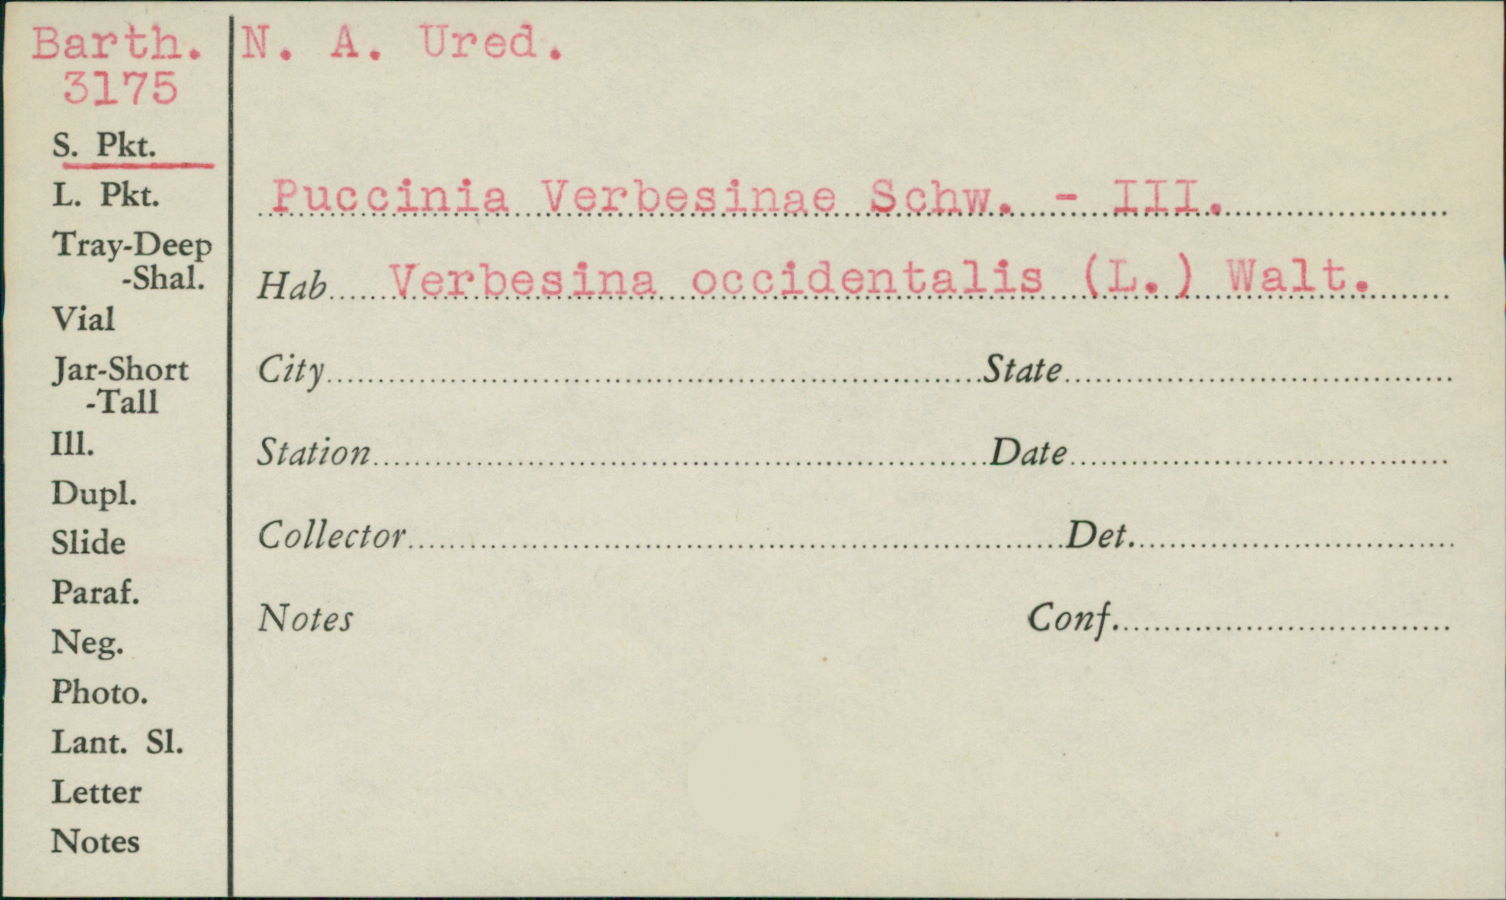 Barth.
3175
N. A. Ured.
S. Pkt.
L. Pkt.
Tray-Deep
-Shal.
Vial
Jar-Short
-Tall
Ill.
Dupl.
Slide
Paraf.
Neg.
Photo.
Lant. Sl.
Letter
Notes
Puccinia Verbesinae Schw. - III.
Hab Verbesina occidentalis (L.) Walt.
City State
Station Date
Collector Det.
Notes Conf.